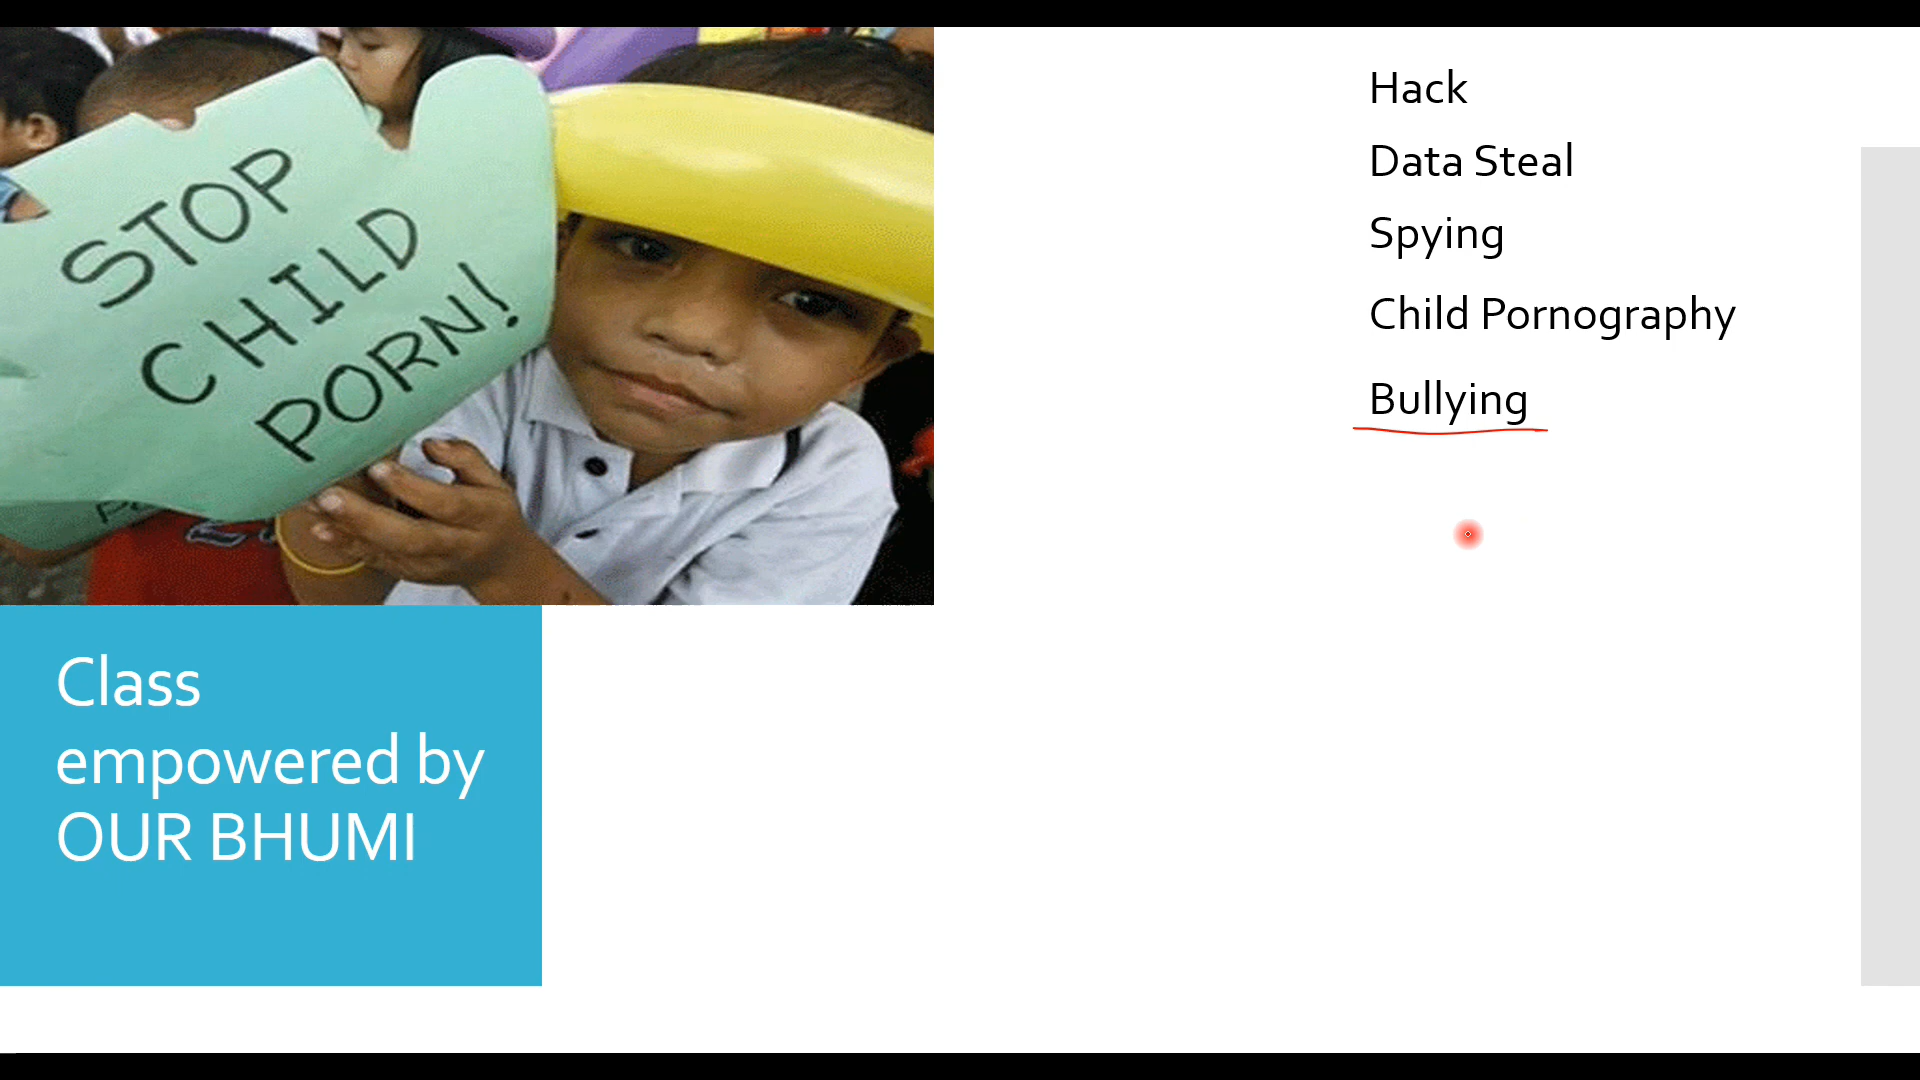 STOP
CHILD
PORN!
Hack
Data Steal
Spying
Child Pornography
Bullying
Class
empowered by
OUR BHUMI